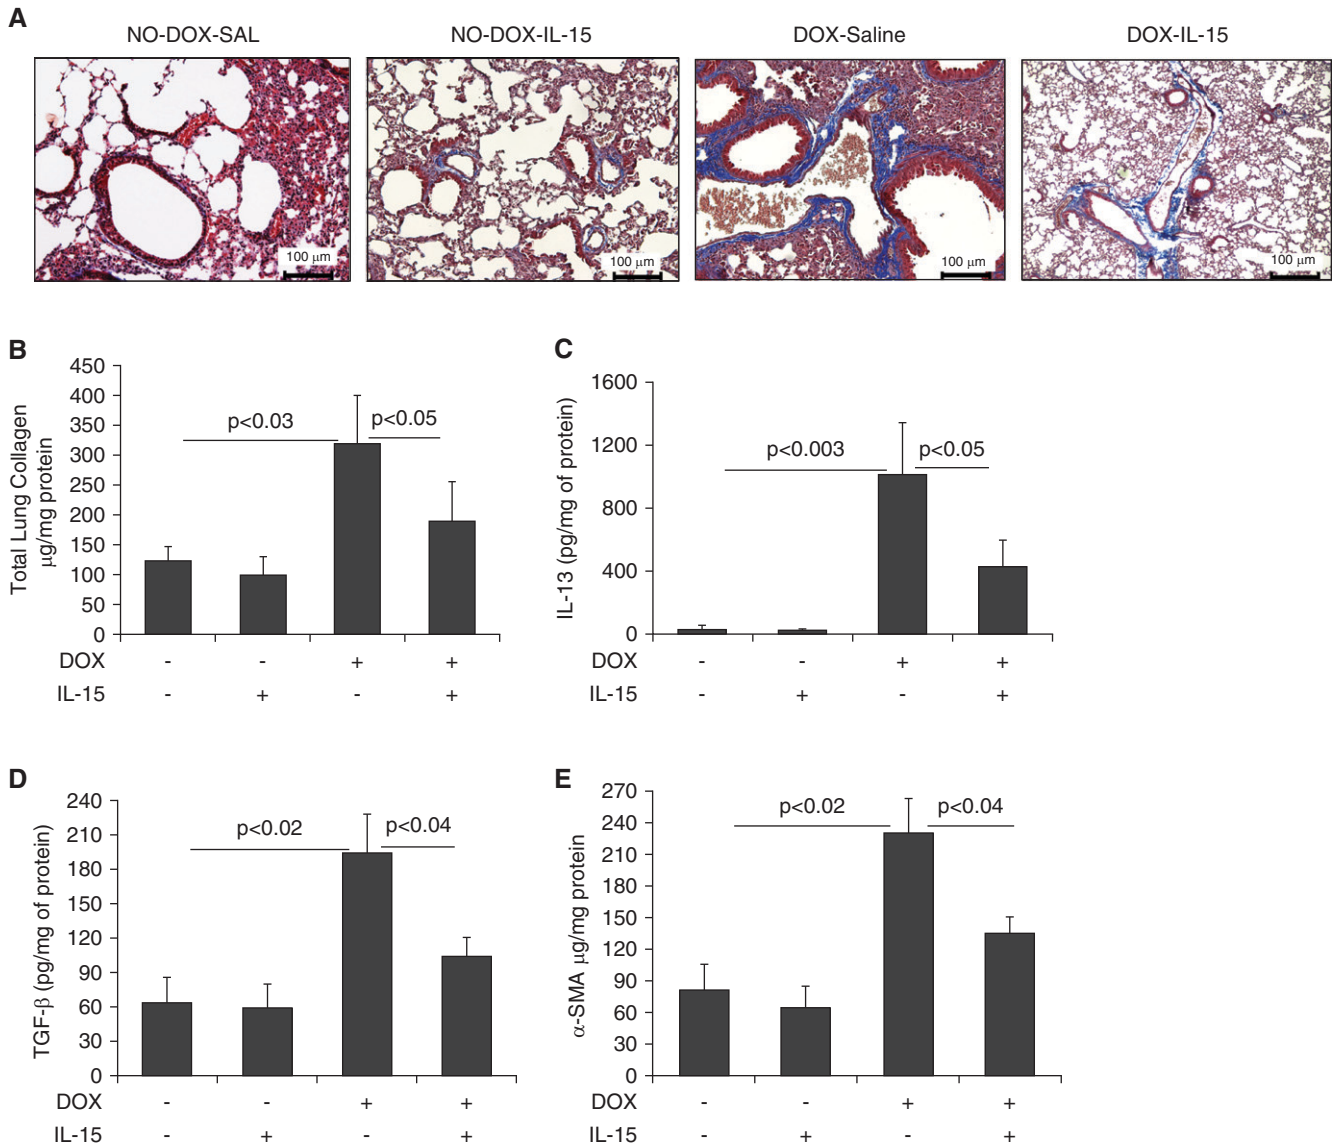 A
NO-DOX-SAL
NO-DOX-IL-15
DOX-Saline
DOX-IL-15
100 μm
100 μm
100 μm
100 μm
B
Total Lung Collagen
μg/mg protein
450
400
350
300
250
200
150
100
50
0
p<0.03
p<0.05
DOX - - + +
IL-15 - + - +
C
IL-13 (pg/mg of protein)
1600
1200
800
400
0
p<0.003
p<0.05
DOX - - + +
IL-15 - + - +
D
TGF-β (pg/mg of protein)
240
210
180
150
120
90
60
30
0
p<0.02
p<0.04
DOX - - + +
IL-15 - + - +
E
α-SMA μg/mg protein
270
240
210
180
150
120
90
60
30
0
p<0.02
p<0.04
DOX - - + +
IL-15 - + - +